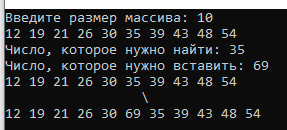 Введите размер массива: 10
12 19 21 26 30 35 39 43 48 54
Число, которое нужно найти: 35
Число, которое нужно вставить: 69
12 19 21 26 30 35 39 43 48 54
\
12 19 21 26 30 69 35 39 43 48 54